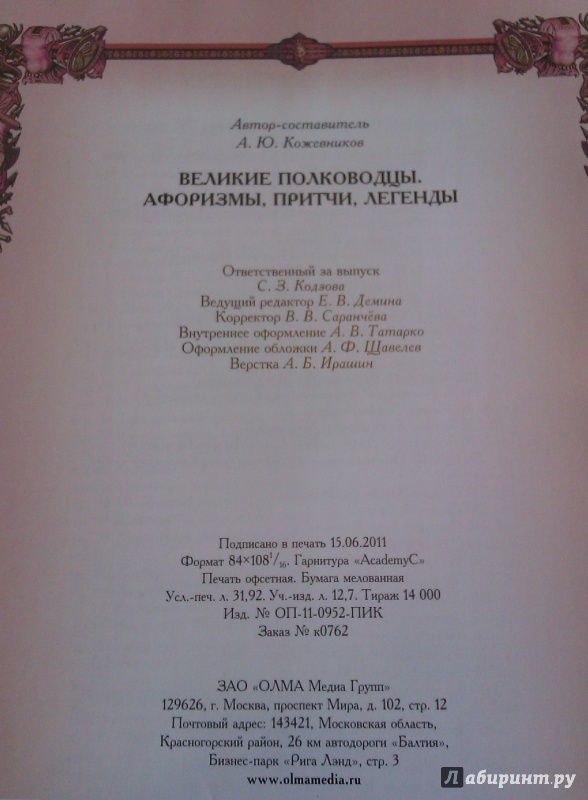 Автор-составитель
А. Ю. Кожевников
ВЕЛИКИЕ ПОЛКОВОДЦЫ.
АФОРИЗМЫ, ПРИТЧИ, ЛЕГЕНДЫ
Ответственный за выпуск
С. З. Кодзова
Ведущий редактор Е. В. Демина
Корректор В. В. Саранчёва
Внутреннее оформление А. В. Татарко
Оформление обложки А. Ф. Щавелев
Верстка А. Б. Ирашин
Подписано в печать 15.06.2011
Формат 84×108 1/16. Гарнитура «AcademyC»
Печать офсетная. Бумага мелованная
Усл.-печ. л. 31,92. Уч.-изд. л. 12,7. Тираж 14 000
Изд. № ОП-11-0952-ПИК
Заказ № к0762
ЗАО «ОЛМА Медиа Групп»
129626, г. Москва, проспект Мира, д. 102, стр. 12
Почтовый адрес: 143421, Московская область,
Красногорский район, 26 км автодороги «Балтия»,
Бизнес-парк «Рига Лэнд», стр. 3
www.olmamedia.ru
Лабиринт.ру